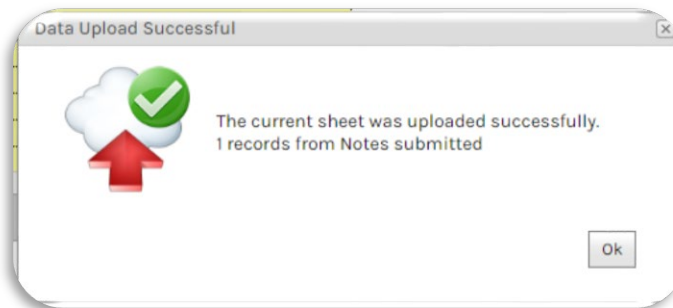 Data Upload Successful
The current sheet was uploaded successfully.
1 records from Notes submitted
Ok